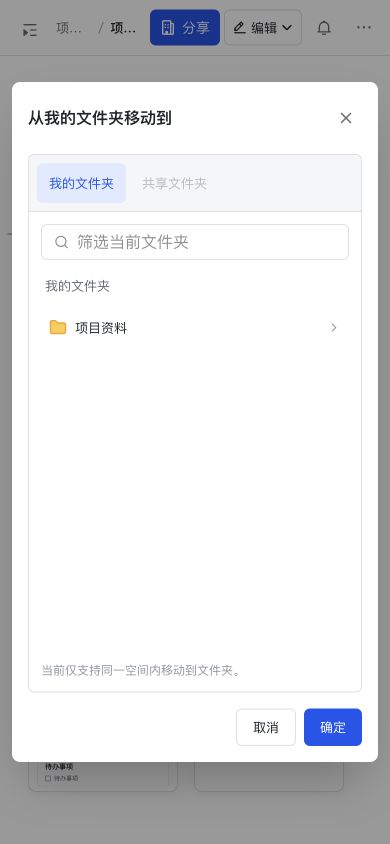 项... / 项... 分享 编辑
从我的文件夹移动到
我的文件夹 共享文件夹
筛选当前文件夹
我的文件夹
项目资料
当前仅支持同一空间内移动到文件夹。
取消 确定
待办事项
待办事项